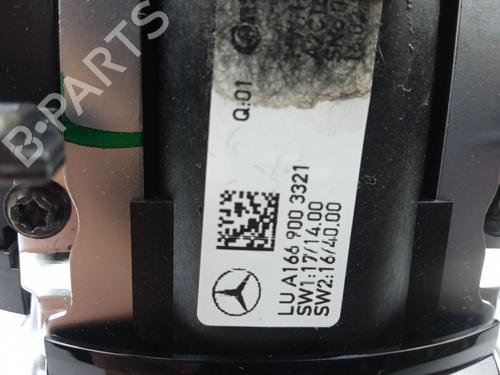 B-PARTS
Q:01
LU A166 900 3321
SW1:17/14.00
SW2:16/40.00